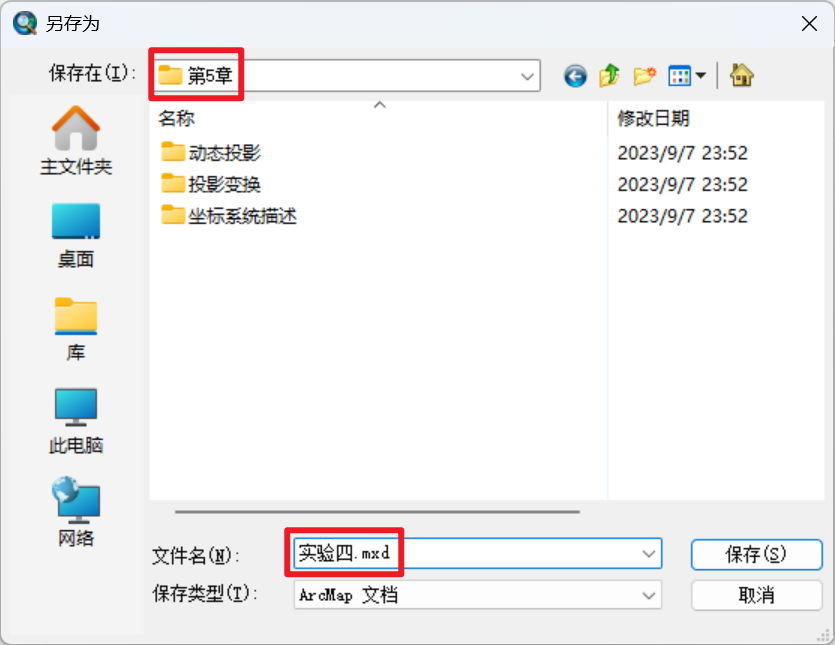 另存为
保存在(I):
第5章
名称
修改日期
动态投影
2023/9/7 23:52
投影变换
2023/9/7 23:52
坐标系统描述
2023/9/7 23:52
主文件夹
桌面
库
此电脑
网络
文件名(N):
实验四.mxd
保存(S)
保存类型(T):
ArcMap 文档
取消